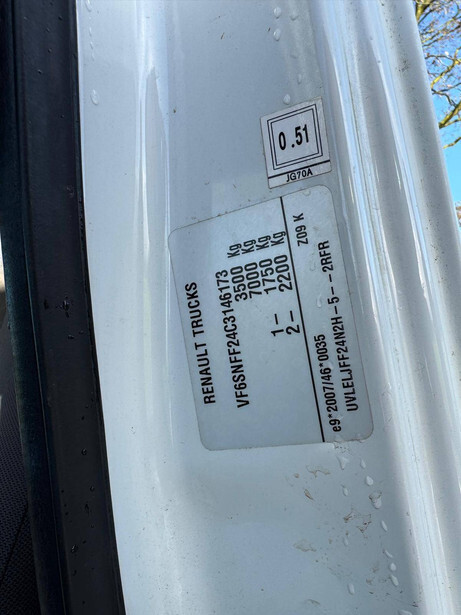 0.51
JG70A
RENAULT TRUCKS
VF6SNFF24C3146173
3500 Kg
7000 Kg
1- 1750 Kg
2- 2200 Kg
Z09 K
e9*2007/46*0035
UVLELJFF24N2H-5---2RFR